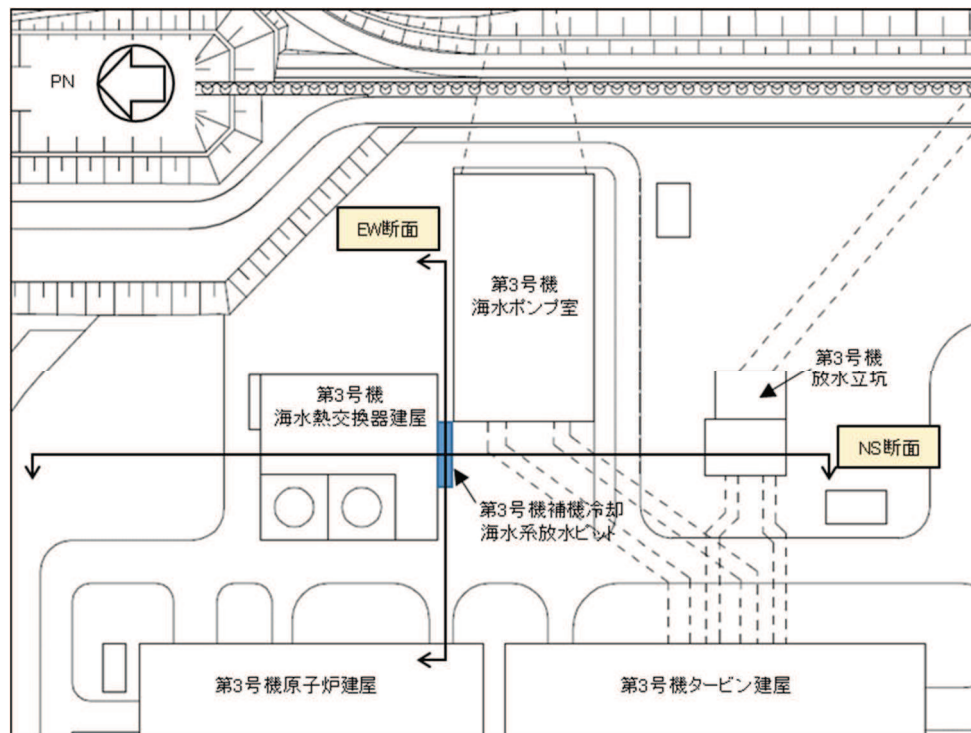 PN
EW断面
第3号機
海水ポンプ室
第3号機
放水立坑
第3号機
海水熱交換器建屋
NS断面
第3号機補機冷却
海水系放水ピット
第3号機原子炉建屋
第3号機タービン建屋